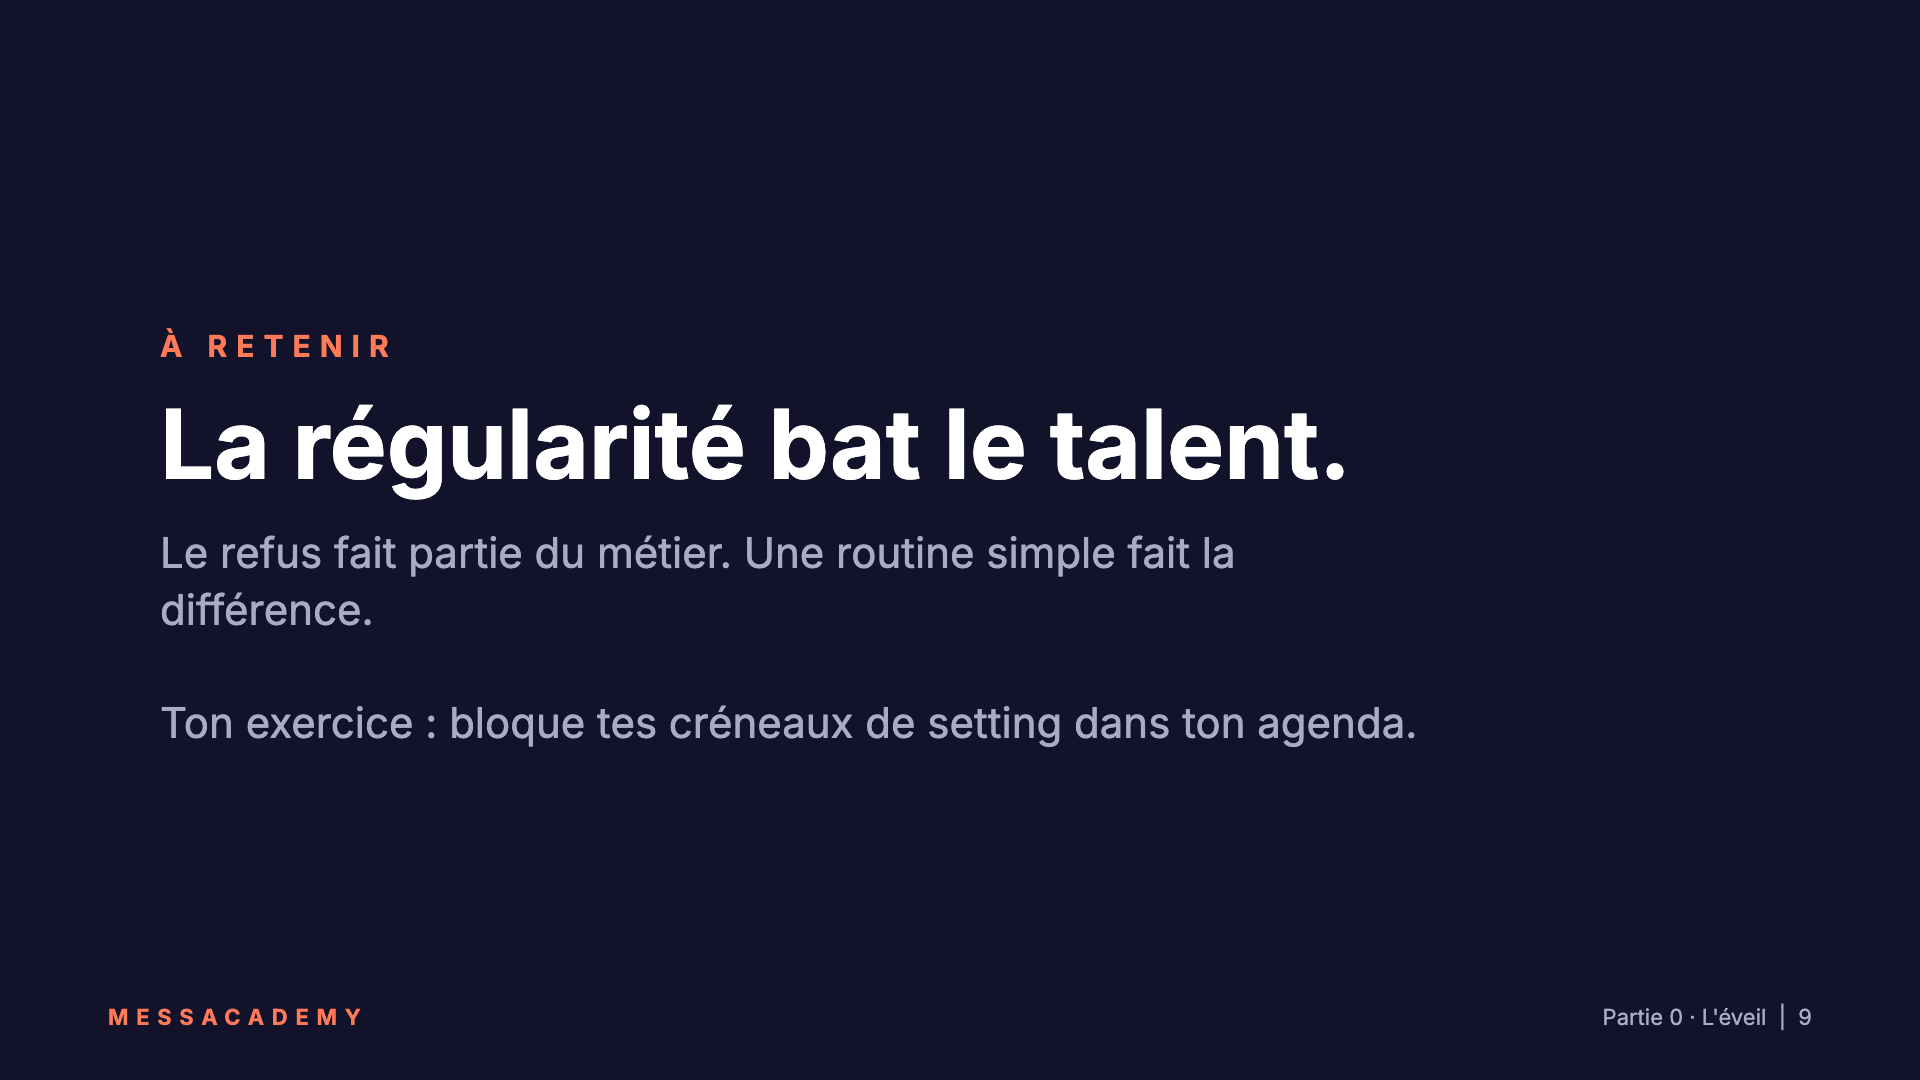 À RETENIR
La régularité bat le talent.
Le refus fait partie du métier. Une routine simple fait la
différence.
Ton exercice : bloque tes créneaux de setting dans ton agenda.
MESSACADEMY
Partie 0 · L'éveil | 9